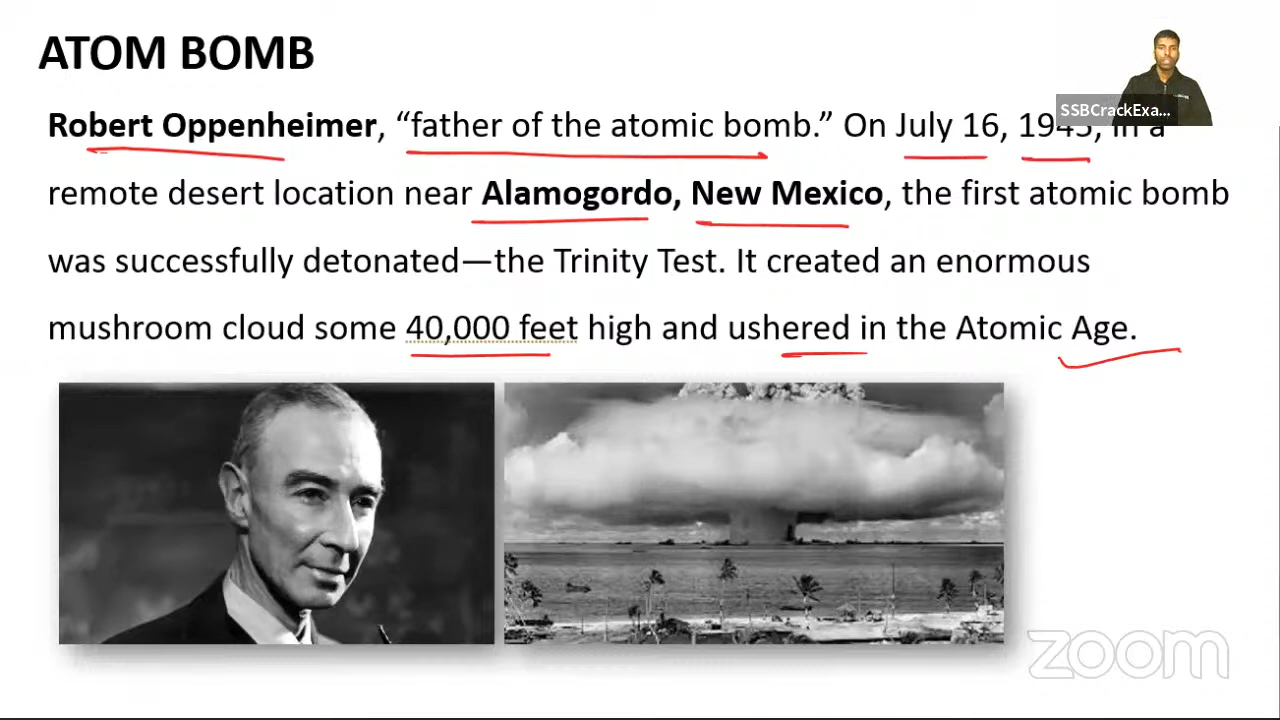 ATOM BOMB
SSBCrackExa...
Robert Oppenheimer, “father of the atomic bomb.” On July 16, 1945, in a
remote desert location near Alamogordo, New Mexico, the first atomic bomb
was successfully detonated—the Trinity Test. It created an enormous
mushroom cloud some 40,000 feet high and ushered in the Atomic Age.
zoom